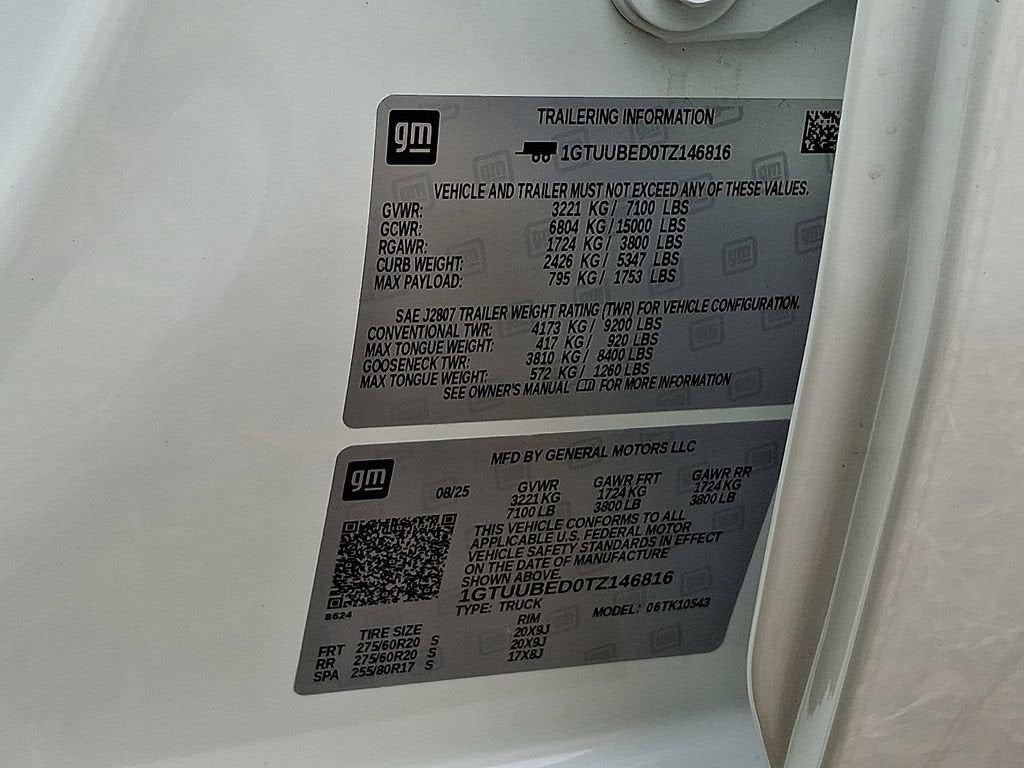 gm
TRAILERING INFORMATION
1GTUUBED0TZ146816
VEHICLE AND TRAILER MUST NOT EXCEED ANY OF THESE VALUES.
GVWR: 3221 KG / 7100 LBS
GCWR: 6804 KG / 15000 LBS
RGAWR: 1724 KG / 3800 LBS
CURB WEIGHT: 2426 KG / 5347 LBS
MAX PAYLOAD: 795 KG / 1753 LBS
SAE J2807 TRAILER WEIGHT RATING (TWR) FOR VEHICLE CONFIGURATION.
CONVENTIONAL TWR: 4173 KG / 9200 LBS
MAX TONGUE WEIGHT: 417 KG / 920 LBS
GOOSENECK TWR: 3810 KG / 8400 LBS
MAX TONGUE WEIGHT: 572 KG / 1260 LBS
SEE OWNER'S MANUAL FOR MORE INFORMATION
gm
MFD BY GENERAL MOTORS LLC
08/25 GVWR GAWR FRT GAWR RR
3221 KG 1724 KG 1724 KG
7100 LB 3800 LB 3800 LB
THIS VEHICLE CONFORMS TO ALL
APPLICABLE U.S. FEDERAL MOTOR
VEHICLE SAFETY STANDARDS IN EFFECT
ON THE DATE OF MANUFACTURE
SHOWN ABOVE.
1GTUUBED0TZ146816
8624
TYPE: TRUCK MODEL: 06TK10543
TIRE SIZE RIM
FRT 275/60R20 S 20X9J
RR 275/60R20 S 20X9J
SPA 255/80R17 S 17X8J